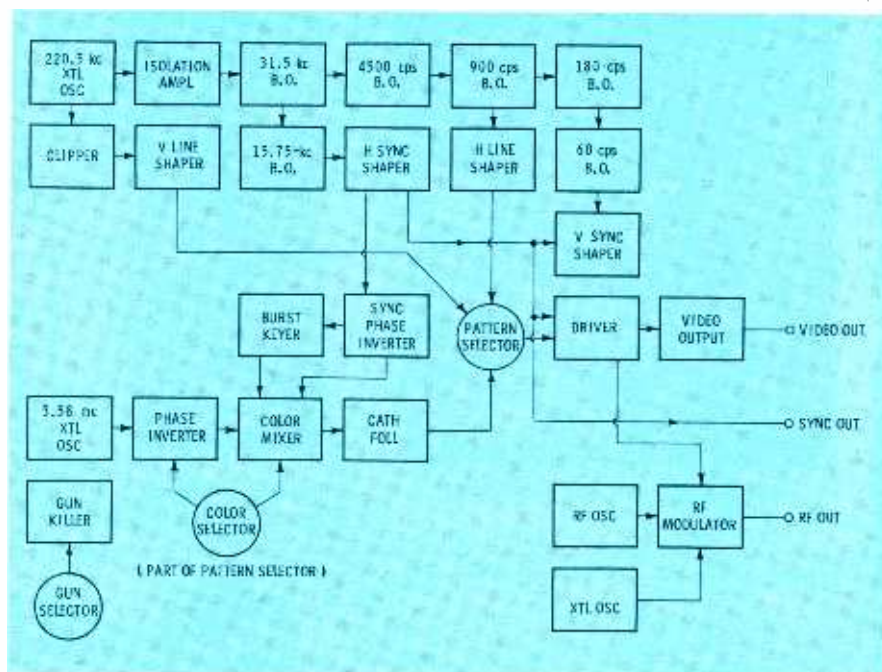 220.5 kc
XTL
OSC
ISOLATION
AMPL
31.5 kc
B.O.
4500 cps
B.O.
900 cps
B.O.
180 cps
B.O.
CLIPPER
V LINE
SHAPER
15.75-kc
B.O.
H SYNC
SHAPER
H LINE
SHAPER
60 cps
B.O.
V SYNC
SHAPER
BURST
KEYER
SYNC
PHASE
INVERTER
PATTERN
SELECTOR
DRIVER
VIDEO
OUTPUT
VIDEO OUT
3.58 mc
XTL
OSC
PHASE
INVERTER
COLOR
MIXER
CATH
FOLL
SYNC OUT
GUN
KILLER
COLOR
SELECTOR
RF OSC
RF
MODULATOR
RF OUT
( PART OF PATTERN SELECTOR )
GUN
SELECTOR
XTL OSC